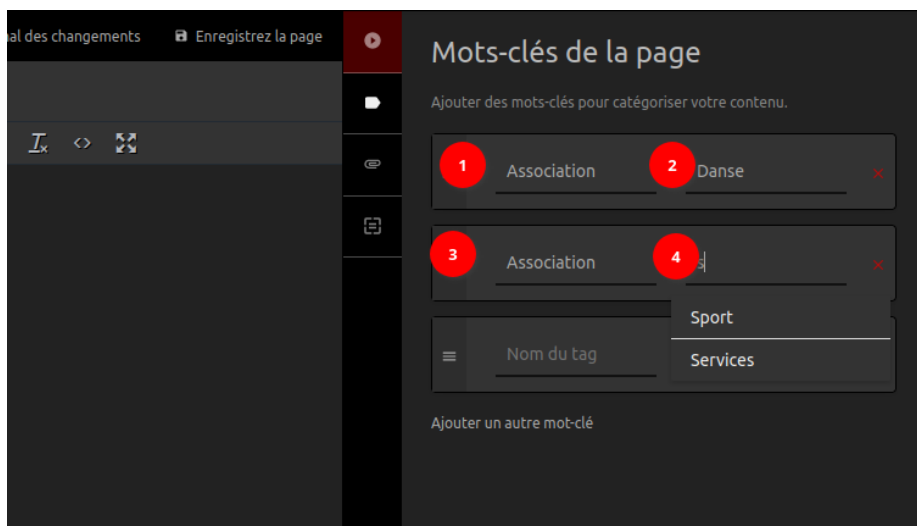 al des changements
Enregistrez la page
Mots-clés de la page
Ajouter des mots-clés pour catégoriser votre contenu.
1 Association 2 Danse
3 Association 4 s
Sport
Nom du tag
Services
Ajouter un autre mot-clé